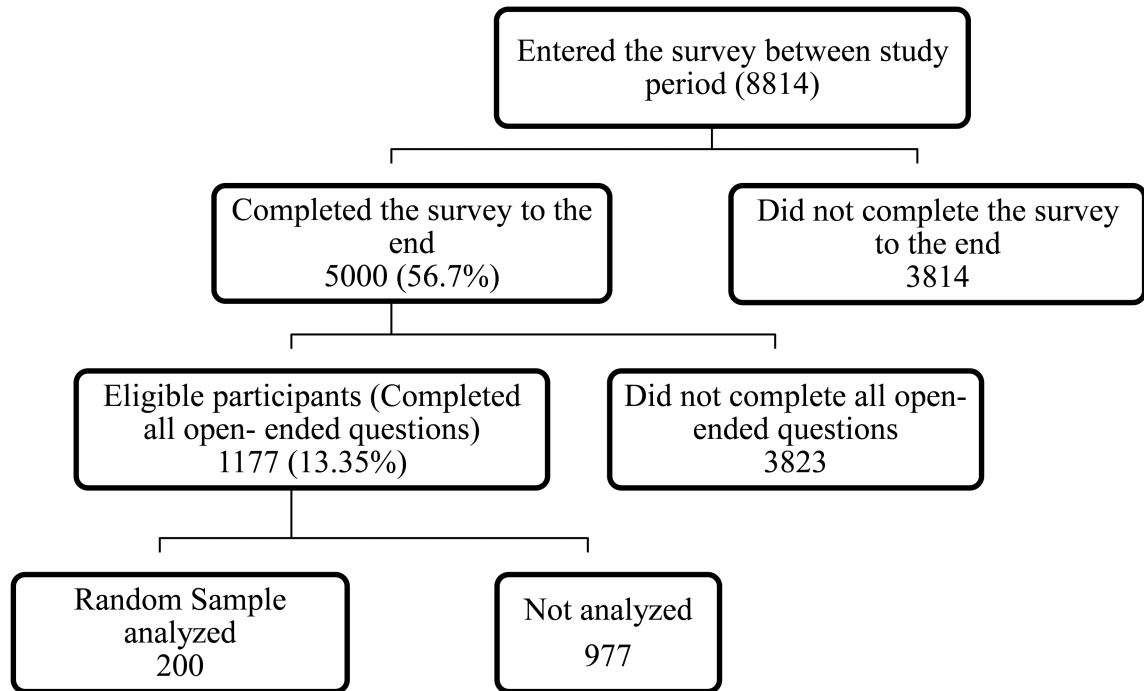 Entered the survey between study
period (8814)
Completed the survey to the
end
5000 (56.7%)
Did not complete the survey
to the end
3814
Eligible participants (Completed
all open- ended questions)
1177 (13.35%)
Did not complete all open-
ended questions
3823
Random Sample
analyzed
200
Not analyzed
977